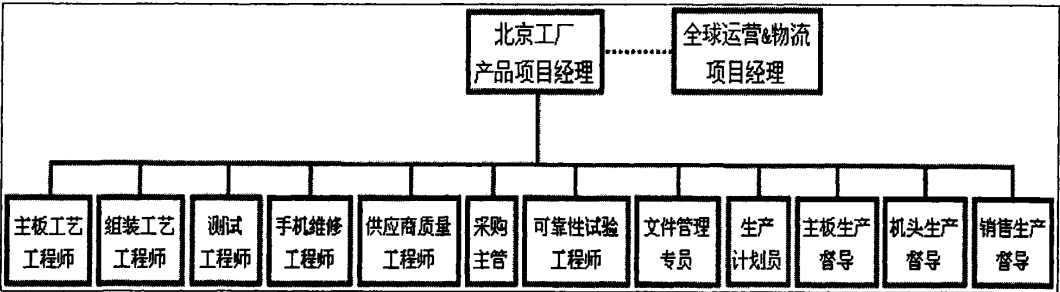 北京工厂
产品项目经理
全球运营&物流
项目经理
主板工艺
工程师
组装工艺
工程师
测试
工程师
手机维修
工程师
供应商质量
工程师
采购
主管
可靠性试验
工程师
文件管理
专员
生产
计划员
主板生产
督导
机头生产
督导
销售生产
督导